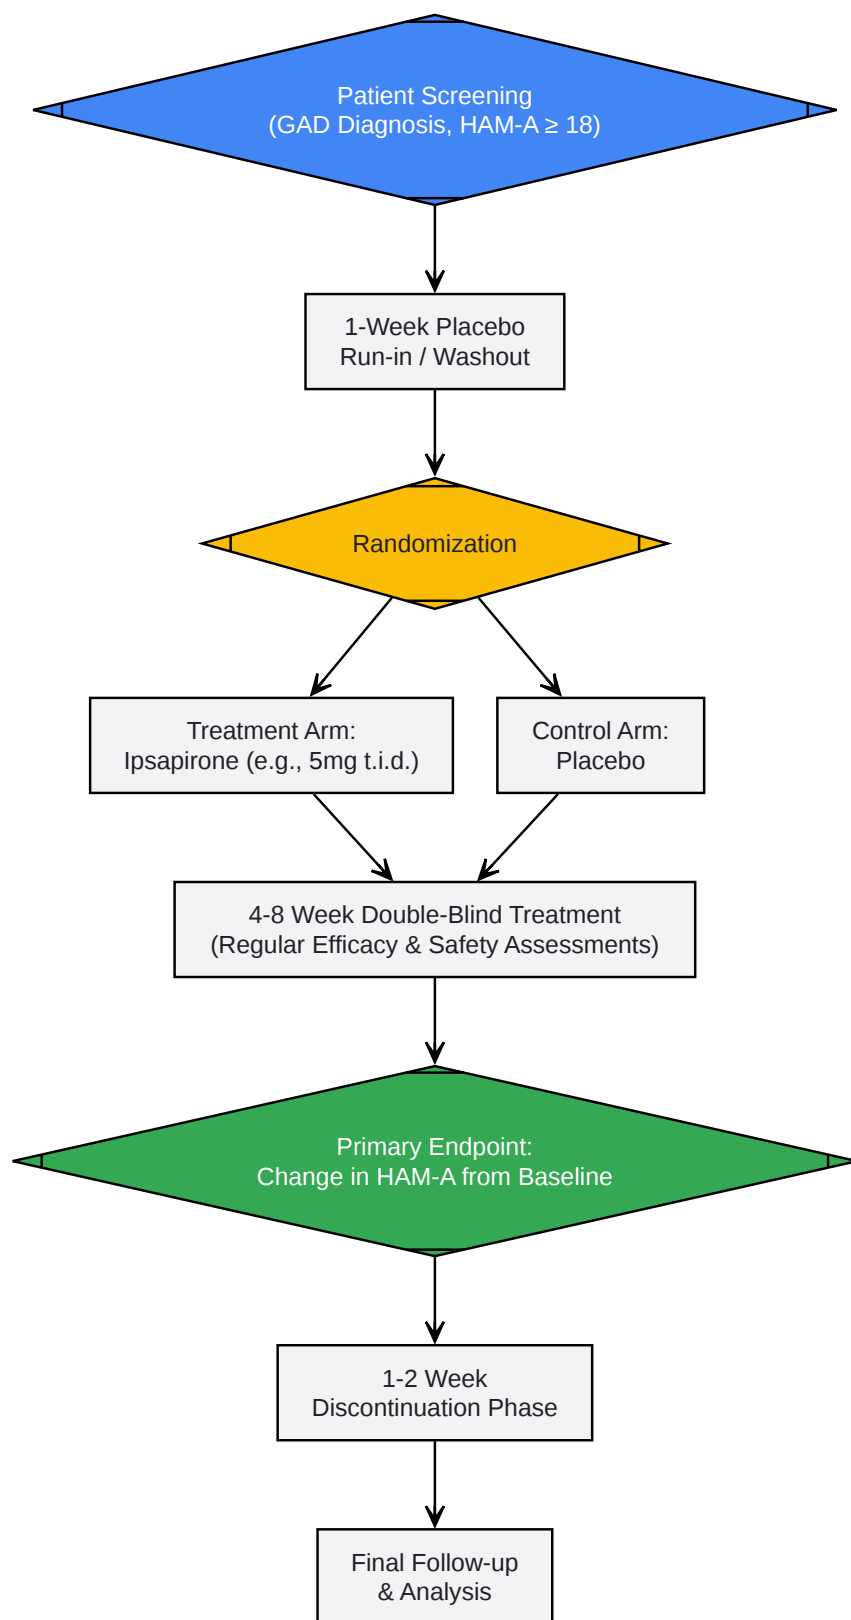 Patient Screening
(GAD Diagnosis, HAM-A ≥ 18)
1-Week Placebo
Run-in / Washout
Randomization
Treatment Arm:
Ipsapirone (e.g., 5mg t.i.d.)
Control Arm:
Placebo
4-8 Week Double-Blind Treatment
(Regular Efficacy & Safety Assessments)
Primary Endpoint:
Change in HAM-A from Baseline
1-2 Week
Discontinuation Phase
Final Follow-up
& Analysis